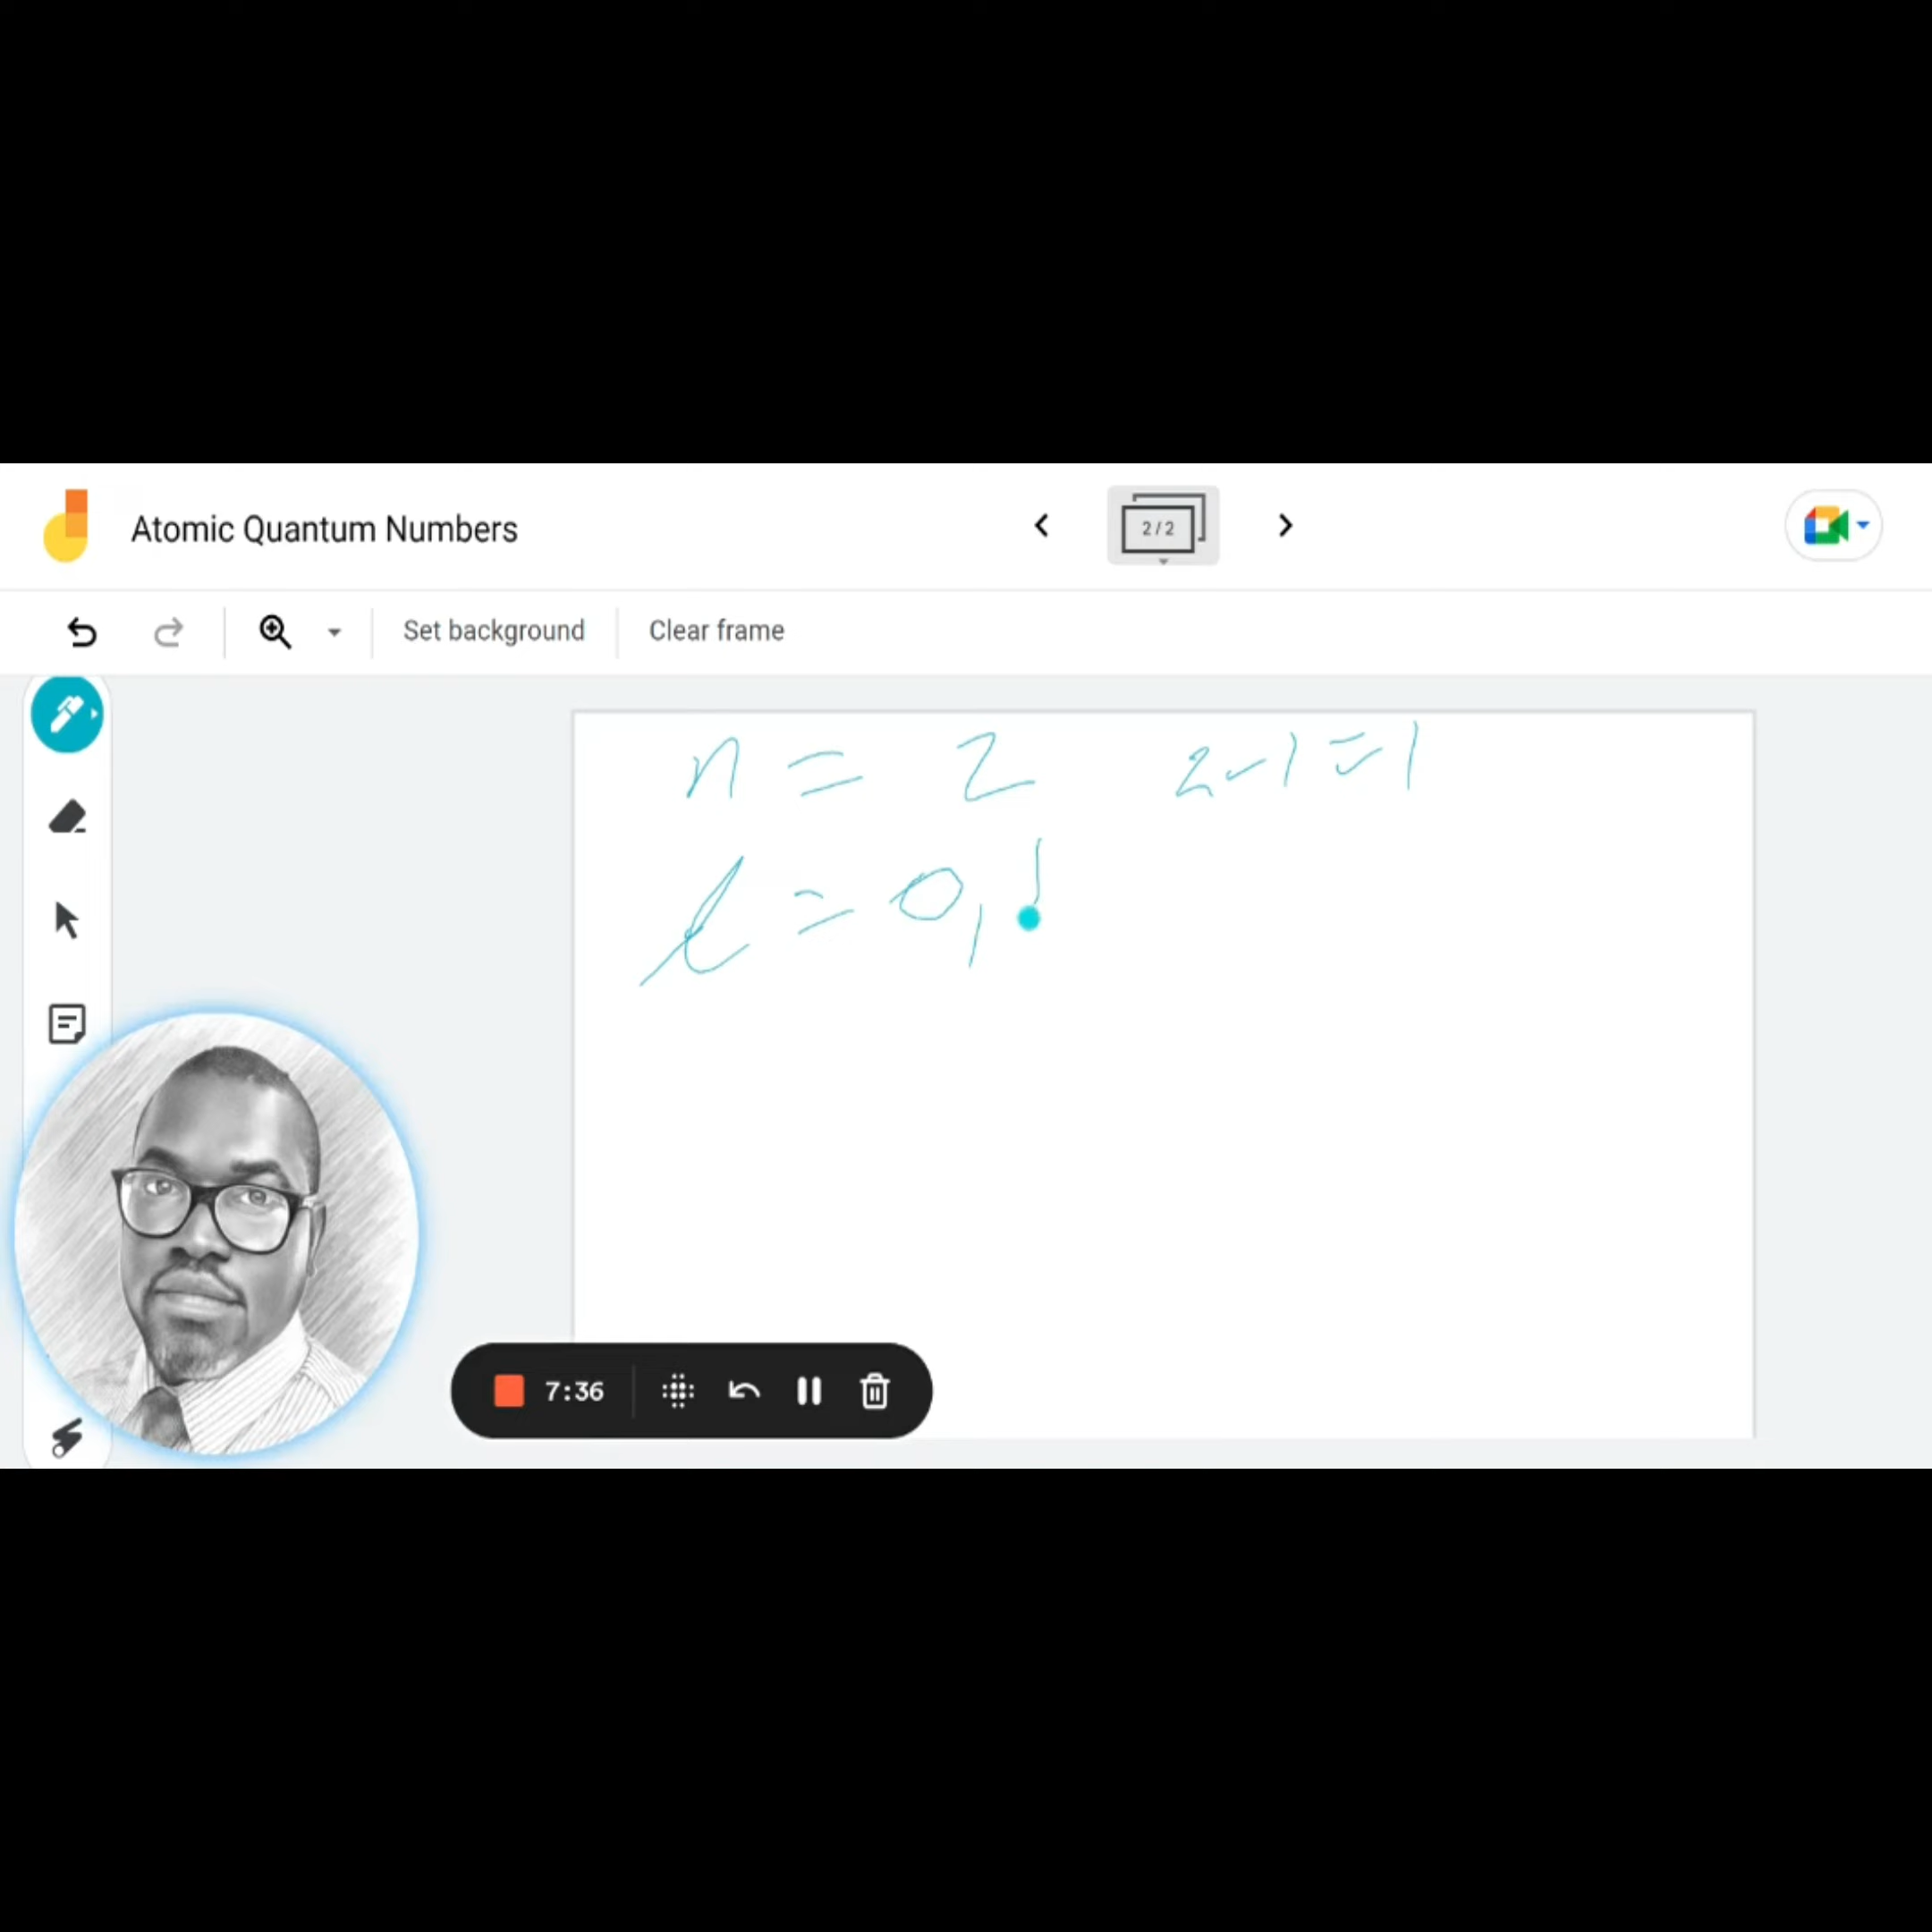 Atomic Quantum Numbers
2/2
Set background
Clear frame
n = 2 2-1=1
l = 0,1
7:36